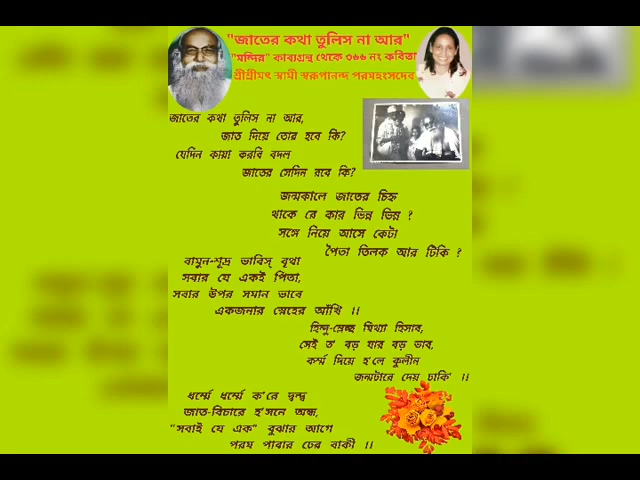 "জাতের কথা তুলিস না আর"
"মন্দির" কাব্যগ্রন্থ থেকে ৩৬৬ নং কবিতা
শ্রীশ্রীমৎ স্বামী স্বরূপানন্দ পরমহংসদেব
জাতের কথা তুলিস না আর,
জাত দিয়ে তোর হবে কি?
যেদিন কায়া করবি বদল
জাতের সেদিন রবে কি?
জন্মকালে জাতের চিহ্ন
থাকে রে কার ভিন্ন ভিন্ন ?
সঙ্গে নিয়ে আসে কেটা
পৈতা তিলক আর টিকি ?
বামুন-শূদ্র ভাবিস্ বৃথা
সবার যে একই পিতা,
সবার উপর সমান ভাবে
একজনার স্নেহের আঁখি ।।
হিন্দু-ম্লেচ্ছ মিথ্যা হিসাব,
সেই ত' বড় যার বড় ভাব,
কর্ম্ম দিয়ে হ'লে কুলীন
জন্মটারে দেয় ঢাকি' ।।
ধর্ম্মে ধর্ম্মে ক'রে দ্বন্দ্ব
জাত-বিচারে হ'সনে অন্ধ,
"সবাই যে এক" বুঝার আগে
পরম পাবার ঢের বাকী ।।